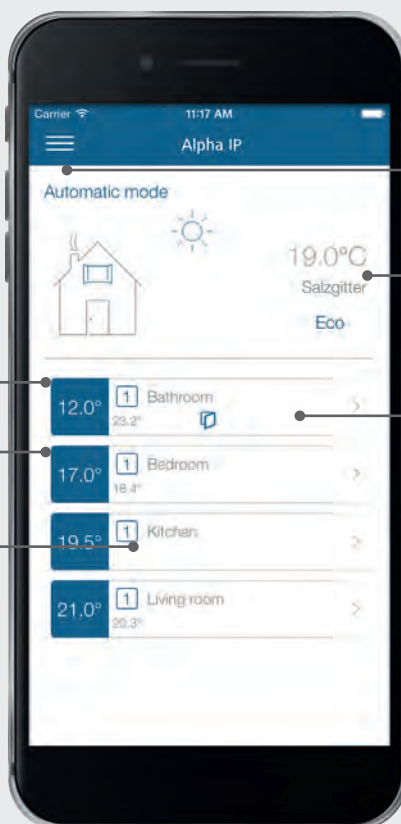 Carrier 11:17 AM
Alpha IP
Automatic mode
19.0°C
Salzgitter
Eco
12.0° 1 Bathroom
23.2°
17.0° 1 Bedroom
18.4°
19.5° 1 Kitchen
21.0° 1 Living room
20.3°